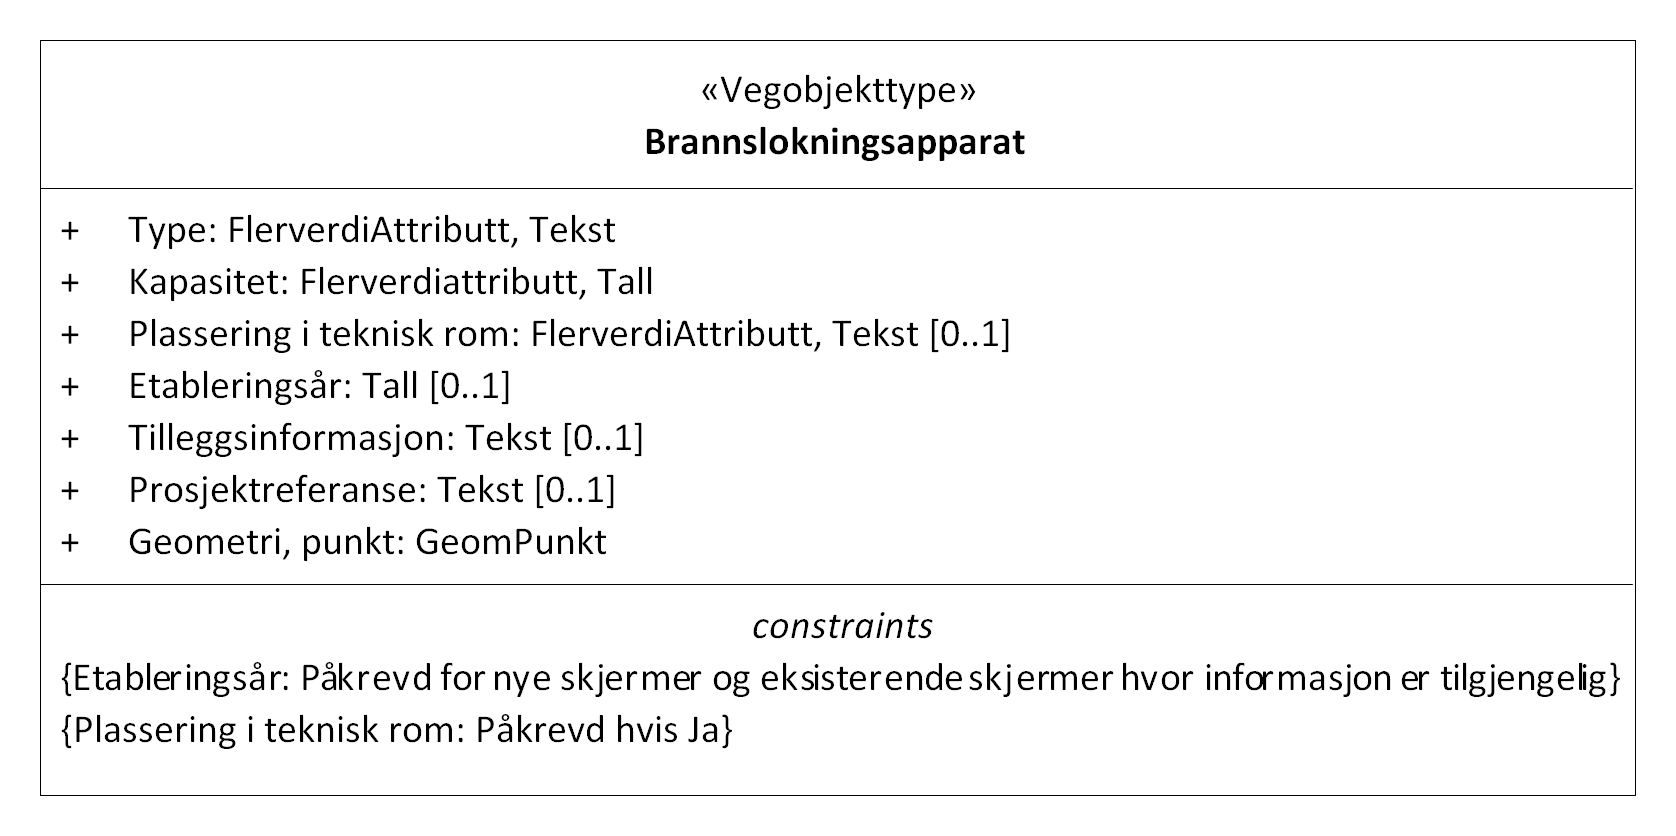 «Vegobjekttype»
Brannslokningsapparat
+ Type: FlerverdiAttributt, Tekst
+ Kapasitet: Flerverdiattributt, Tall
+ Plassering i teknisk rom: FlerverdiAttributt, Tekst [0..1]
+ Etableringsår: Tall [0..1]
+ Tilleggsinformasjon: Tekst [0..1]
+ Prosjektreferanse: Tekst [0..1]
+ Geometri, punkt: GeomPunkt
constraints
{Etableringsår: Påkrevd for nye skjermer og eksisterende skjermer hvor informasjon er tilgjengelig}
{Plassering i teknisk rom: Påkrevd hvis Ja}